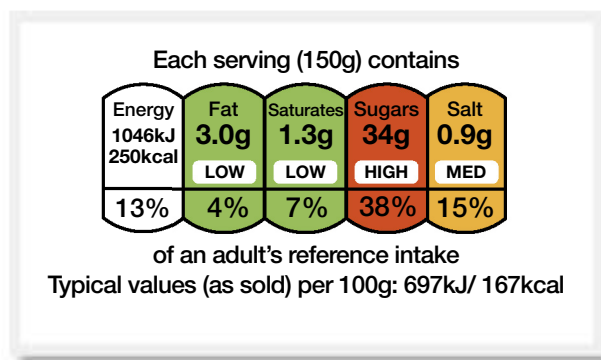 Each serving (150g) contains
Energy Fat Saturates Sugars Salt
1046kJ 3.0g 1.3g 34g 0.9g
250kcal
LOW LOW HIGH MED
13% 4% 7% 38% 15%
of an adult's reference intake
Typical values (as sold) per 100g: 697kJ/ 167kcal